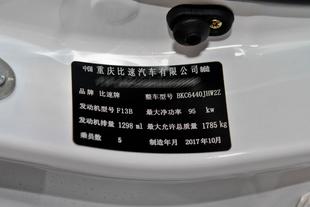 中国 重庆比速汽车有限公司 制造
品牌 比速牌 整车型号 BKC6440JHW2Z
发动机型号 F13B 最大净功率 95 kw
发动机排量 1298 ml 最大允许总质量 1785 kg
乘员数 5 制造年月 2017年10月